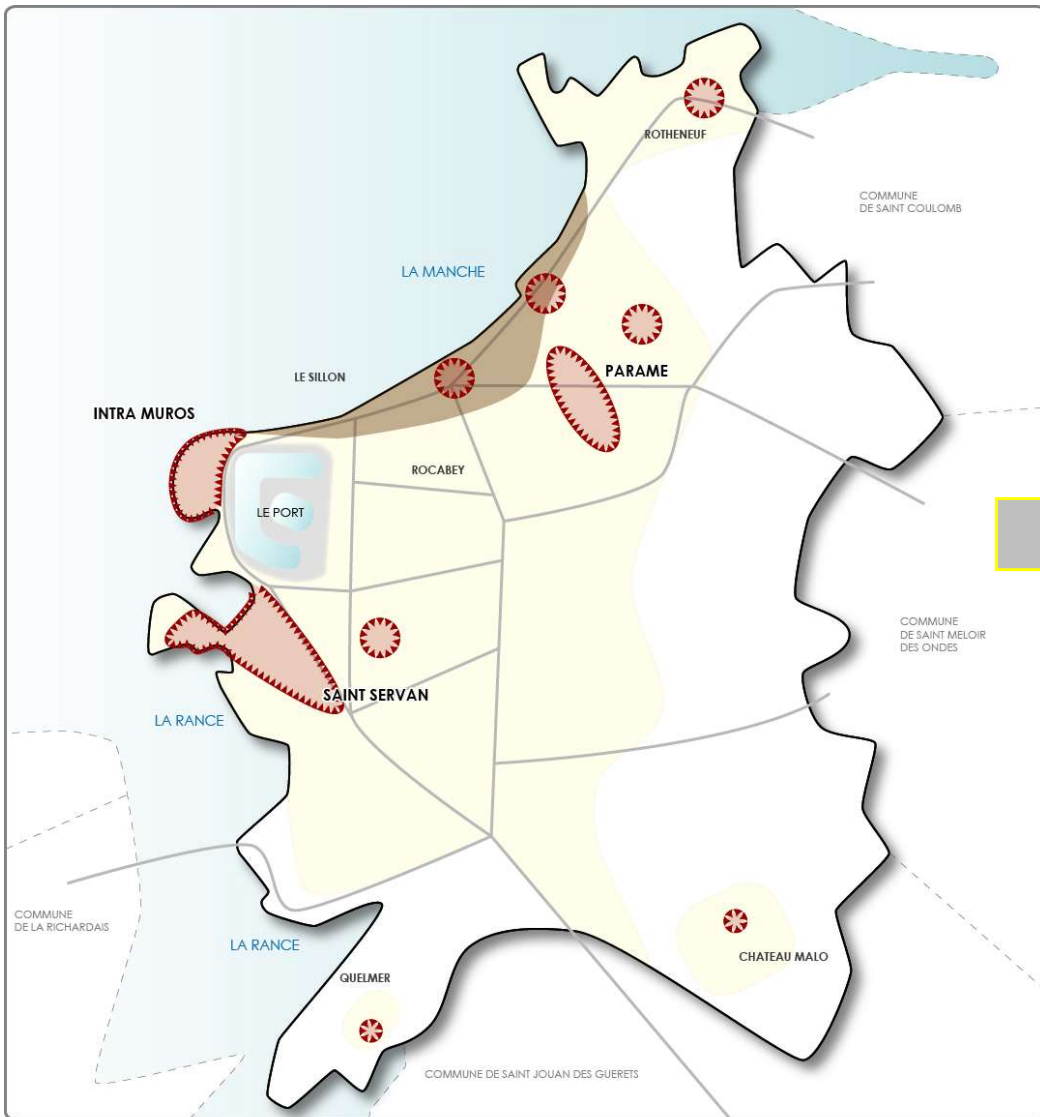 ROTHENEUF
COMMUNE
DE SAINT COULOMB
LA MANCHE
LE SILLON
PARAME
INTRA MUROS
ROCABEY
LE PORT
COMMUNE
DE SAINT MELOIR
DES ONDES
SAINT SERVAN
LA RANCE
COMMUNE
DE LA RICHARDAIS
LA RANCE
CHATEAU MALO
QUELMER
COMMUNE DE SAINT JOUAN DES GUERETS